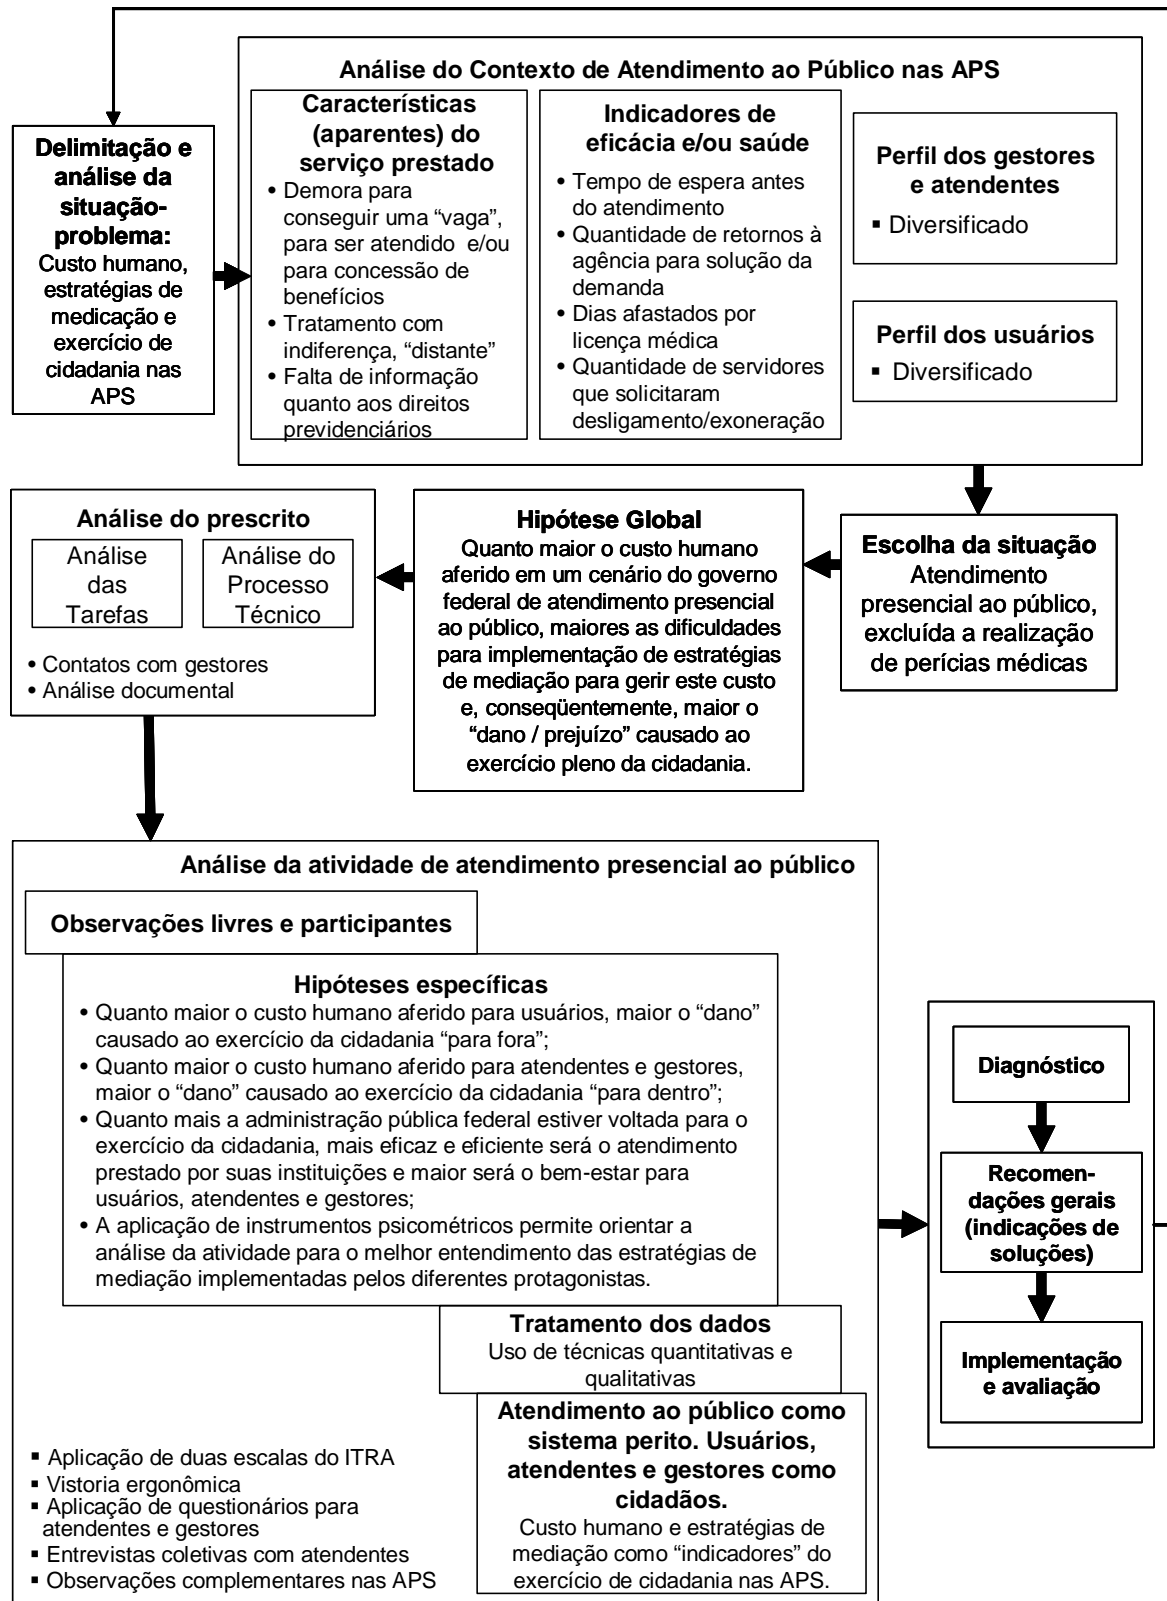 Análise do Contexto de Atendimento ao Público nas APS
Delimitação e
análise da
situação-
problema:
Custo humano,
estratégias de
medicação e
exercício de
cidadania nas
APS
Características
(aparentes) do
serviço prestado
• Demora para
conseguir uma “vaga”,
para ser atendido e/ou
para concessão de
benefícios
• Tratamento com
indiferença, “distante”
• Falta de informação
quanto aos direitos
previdenciários
Indicadores de
eficácia e/ou saúde
• Tempo de espera antes
do atendimento
• Quantidade de retornos à
agência para solução da
demanda
• Dias afastados por
licença médica
• Quantidade de servidores
que solicitaram
desligamento/exoneração
Perfil dos gestores
e atendentes
▪ Diversificado
Perfil dos usuários
▪ Diversificado
Escolha da situação
Atendimento
presencial ao público,
excluída a realização
de perícias médicas
Hipótese Global
Quanto maior o custo humano
aferido em um cenário do governo
federal de atendimento presencial
ao público, maiores as dificuldades
para implementação de estratégias
de mediação para gerir este custo
e, conseqüentemente, maior o
“dano / prejuízo” causado ao
exercício pleno da cidadania.
Análise do prescrito
Análise
das
Tarefas
Análise do
Processo
Técnico
• Contatos com gestores
• Análise documental
Análise da atividade de atendimento presencial ao público
Observações livres e participantes
Hipóteses específicas
• Quanto maior o custo humano aferido para usuários, maior o “dano”
causado ao exercício da cidadania “para fora”;
• Quanto maior o custo humano aferido para atendentes e gestores,
maior o “dano” causado ao exercício da cidadania “para dentro”;
• Quanto mais a administração pública federal estiver voltada para o
exercício da cidadania, mais eficaz e eficiente será o atendimento
prestado por suas instituições e maior será o bem-estar para
usuários, atendentes e gestores;
• A aplicação de instrumentos psicométricos permite orientar a
análise da atividade para o melhor entendimento das estratégias de
mediação implementadas pelos diferentes protagonistas.
Tratamento dos dados
Uso de técnicas quantitativas e
qualitativas
Atendimento ao público como
sistema perito. Usuários,
atendentes e gestores como
cidadãos.
Custo humano e estratégias de
mediação como “indicadores” do
exercício de cidadania nas APS.
▪ Aplicação de duas escalas do ITRA
▪ Vistoria ergonômica
▪ Aplicação de questionários para
atendentes e gestores
▪ Entrevistas coletivas com atendentes
▪ Observações complementares nas APS
Diagnóstico
Recomen-
dações gerais
(indicações de
soluções)
Implementação
e avaliação